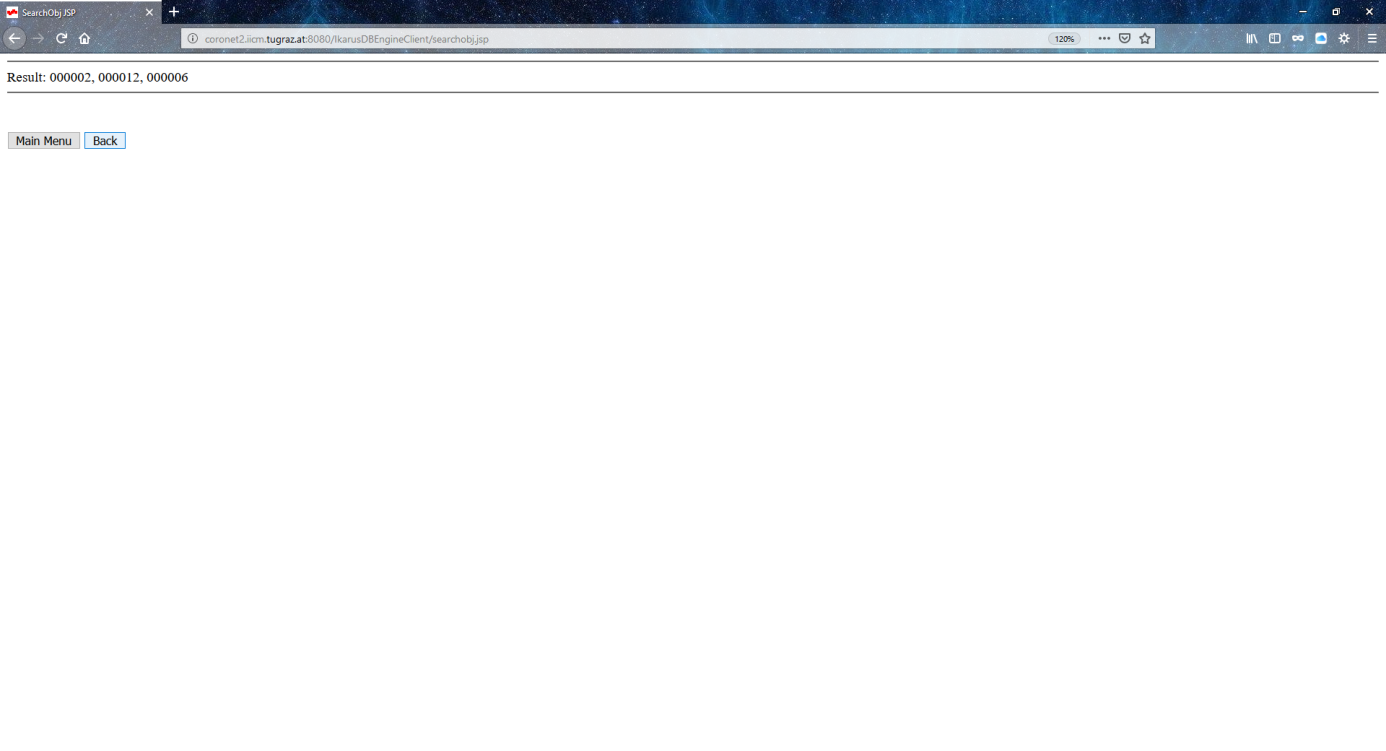 SearchObj JSP
coronet2.iicm.tugraz.at:8080/IkarusDBEngineClient/searchobj.jsp
120%
Result: 000002, 000012, 000006
Main Menu Back